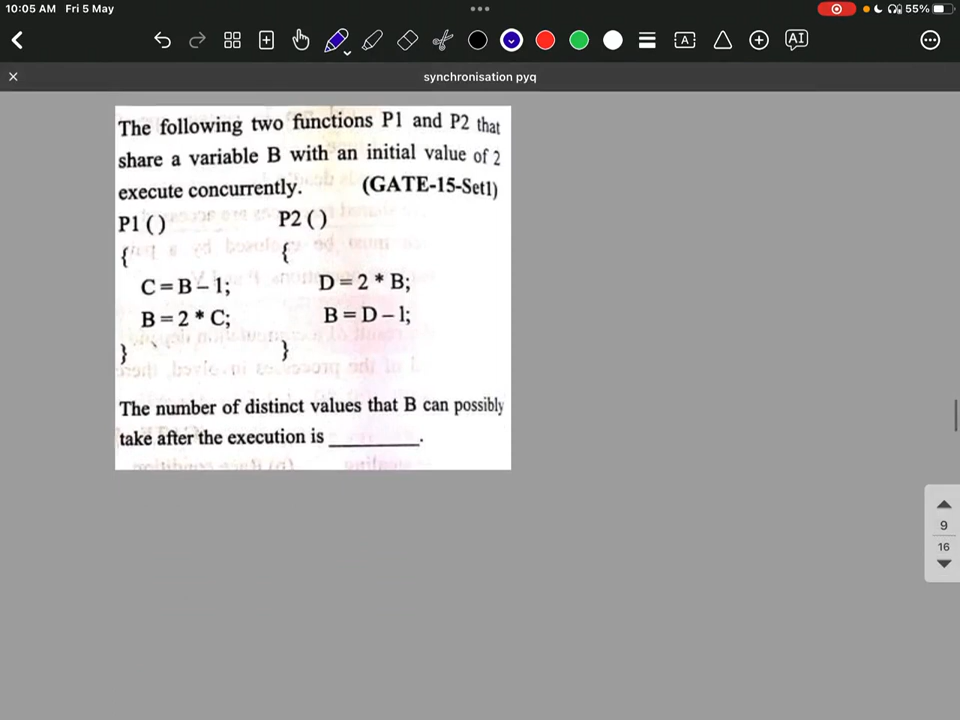 10:05 AM Fri 5 May
55%
AI
synchronisation pyq
The following two functions P1 and P2 that
share a variable B with an initial value of 2
execute concurrently. (GATE-15-Set1)
P1 ( ) P2 ( )
{ {
C = B – 1; D = 2 * B;
B = 2 * C; B = D – 1;
} }
The number of distinct values that B can possibly
take after the execution is ________.
9
16